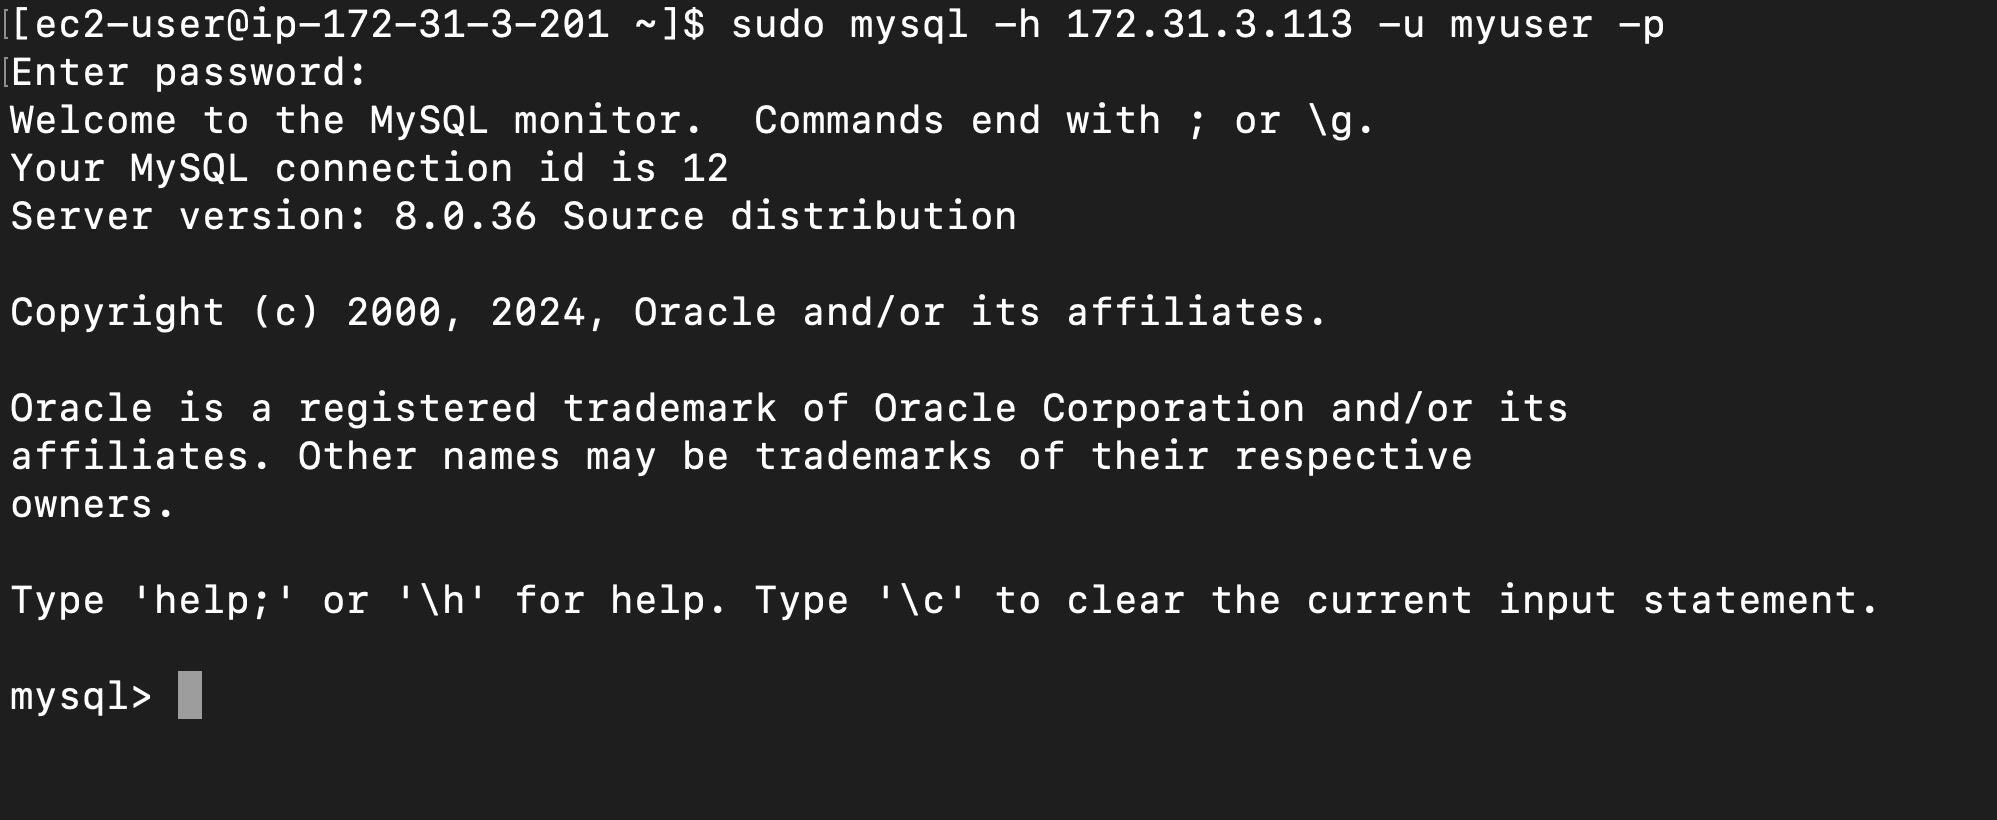 [ec2-user@ip-172-31-3-201 ~]$ sudo mysql -h 172.31.3.113 -u myuser -p
Enter password:
Welcome to the MySQL monitor.  Commands end with ; or \g.
Your MySQL connection id is 12
Server version: 8.0.36 Source distribution

Copyright (c) 2000, 2024, Oracle and/or its affiliates.

Oracle is a registered trademark of Oracle Corporation and/or its
affiliates. Other names may be trademarks of their respective
owners.

Type 'help;' or '\h' for help. Type '\c' to clear the current input statement.

mysql>